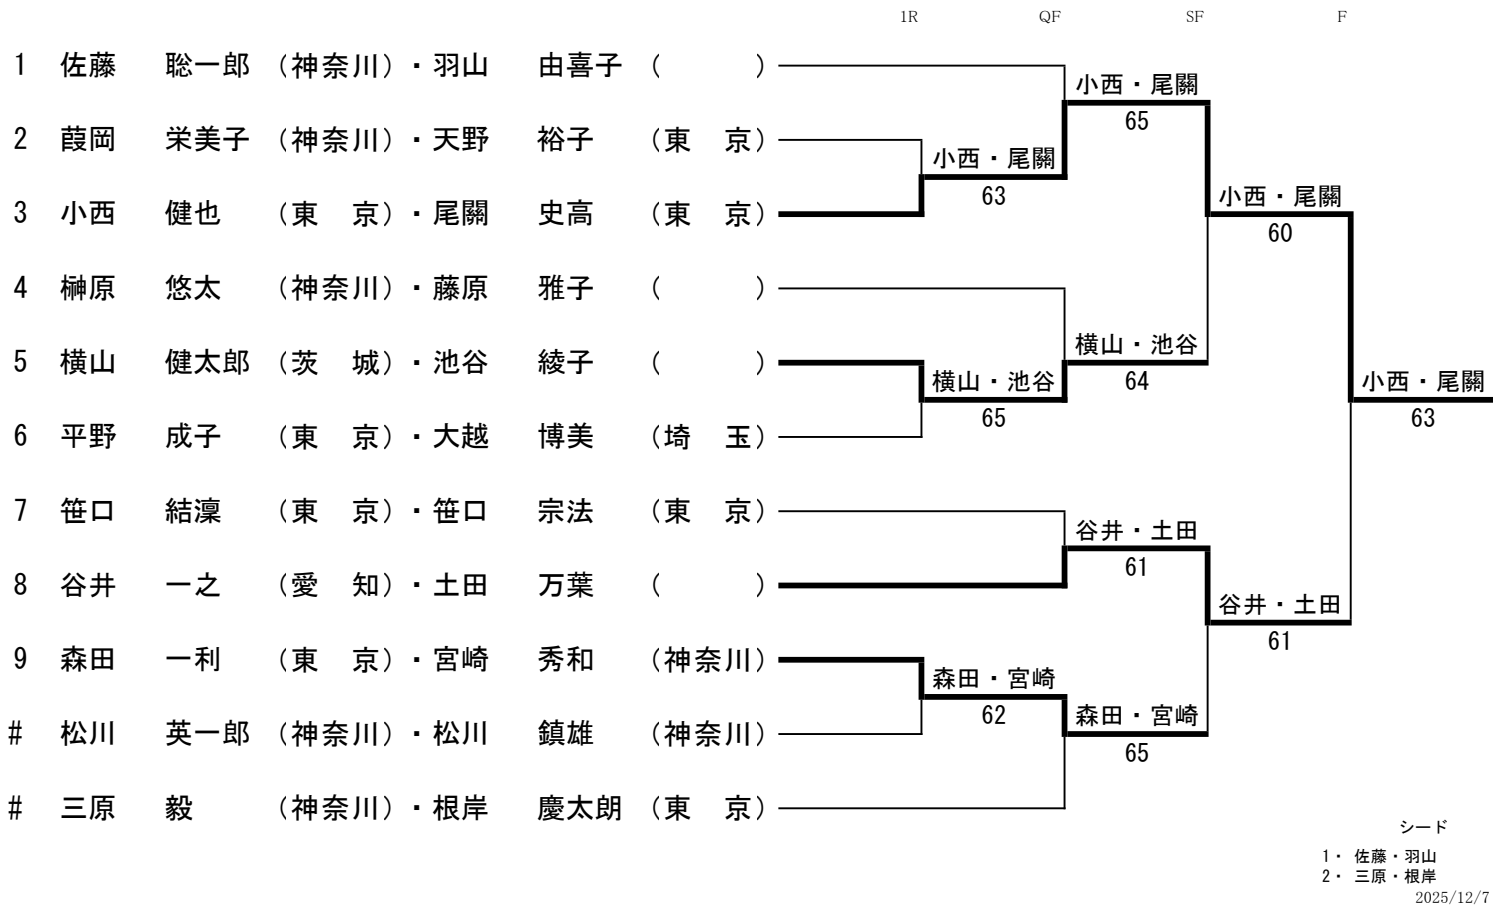 1R QF SF F
1 佐藤 聡一郎 (神奈川)・羽山 由喜子 ( )
小西・尾關
65
2 葭岡 栄美子 (神奈川)・天野 裕子 (東 京)
小西・尾關
63
3 小西 健也 (東 京)・尾關 史高 (東 京)
小西・尾關
60
4 榊原 悠太 (神奈川)・藤原 雅子 ( )
横山・池谷
64
5 横山 健太郎 (茨 城)・池谷 綾子 ( )
横山・池谷
65
小西・尾關
63
6 平野 成子 (東 京)・大越 博美 (埼 玉)
7 笹口 結凜 (東 京)・笹口 宗法 (東 京)
谷井・土田
61
8 谷井 一之 (愛 知)・土田 万葉 ( )
谷井・土田
61
9 森田 一利 (東 京)・宮崎 秀和 (神奈川)
森田・宮崎
62
# 松川 英一郎 (神奈川)・松川 鎮雄 (神奈川)
森田・宮崎
65
# 三原 毅 (神奈川)・根岸 慶太朗 (東 京)
シード
1・ 佐藤・羽山
2・ 三原・根岸
2025/12/7